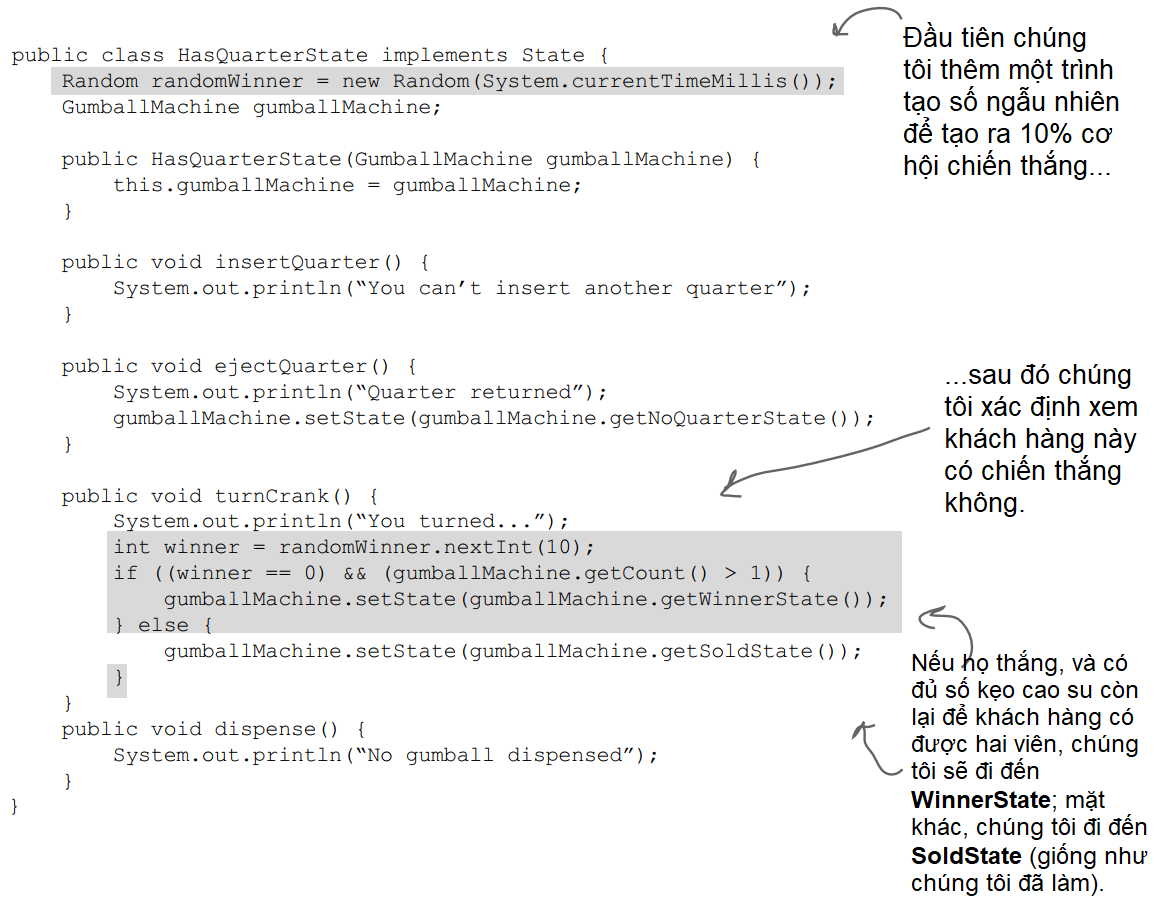 public class HasQuarterState implements State {
Random randomWinner = new Random(System.currentTimeMillis());
GumballMachine gumballMachine;
public HasQuarterState(GumballMachine gumballMachine) {
this.gumballMachine = gumballMachine;
}
public void insertQuarter() {
System.out.println(“You can’t insert another quarter”);
}
public void ejectQuarter() {
System.out.println(“Quarter returned”);
gumballMachine.setState(gumballMachine.getNoQuarterState());
}
public void turnCrank() {
System.out.println(“You turned...”);
int winner = randomWinner.nextInt(10);
if ((winner == 0) && (gumballMachine.getCount() > 1)) {
gumballMachine.setState(gumballMachine.getWinnerState());
} else {
gumballMachine.setState(gumballMachine.getSoldState());
}
}
public void dispense() {
System.out.println(“No gumball dispensed”);
}
}
Đầu tiên chúng
tôi thêm một trình
tạo số ngẫu nhiên
để tạo ra 10% cơ
hội chiến thắng...
...sau đó chúng
tôi xác định xem
khách hàng này
có chiến thắng
không.
Nếu họ thắng, và có
đủ số kẹo cao su còn
lại để khách hàng có
được hai viên, chúng
tôi sẽ đi đến
WinnerState; mặt
khác, chúng tôi đi đến
SoldState (giống như
chúng tôi đã làm).